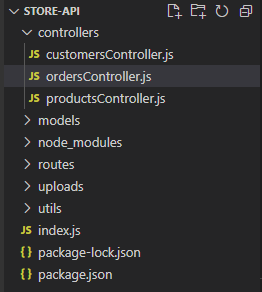 STORE-API
controllers
JS customersController.js
JS ordersController.js
JS productsController.js
models
node_modules
routes
uploads
utils
JS index.js
{} package-lock.json
{} package.json